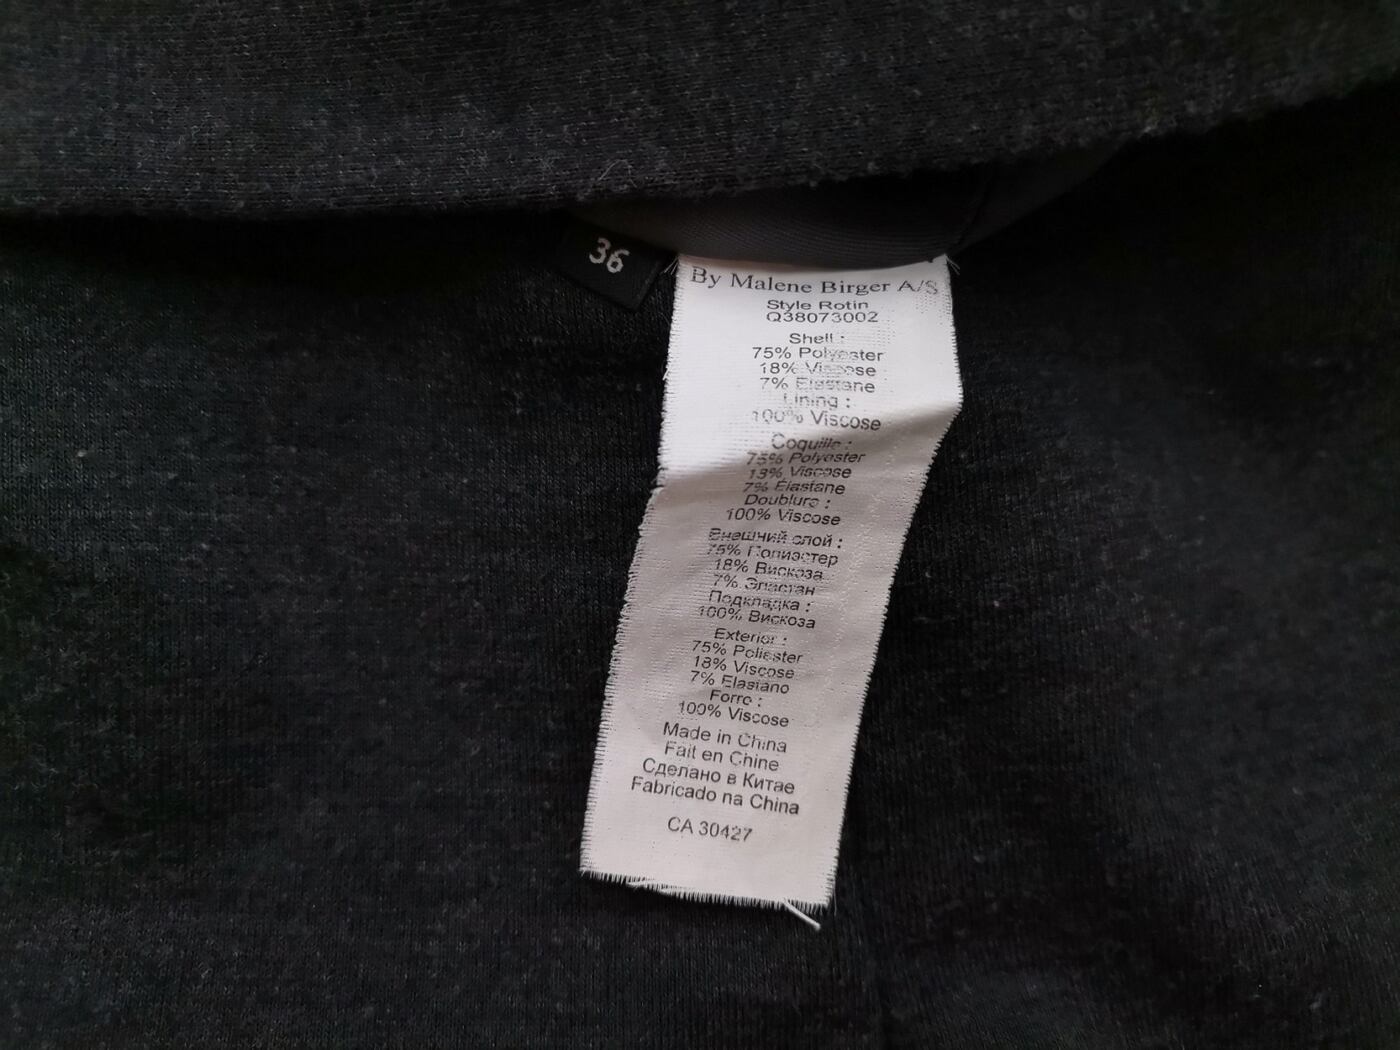 36
By Malene Birger A/S
Style Rotin
Q38073002
Shell :
75% Polyester
18% Viscose
7% Elastane
Lining :
100% Viscose
Coquille :
75% Polyester
18% Viscose
7% Élastane
Doublure :
100% Viscose
Внешний слой :
75% Полиэстер
18% Вискоза
7% Эластан
Подкладка :
100% Вискоза
Exterior :
75% Poliester
18% Viscose
7% Elastano
Forro :
100% Viscose
Made in China
Fait en Chine
Сделано в Китае
Fabricado na China
CA 30427